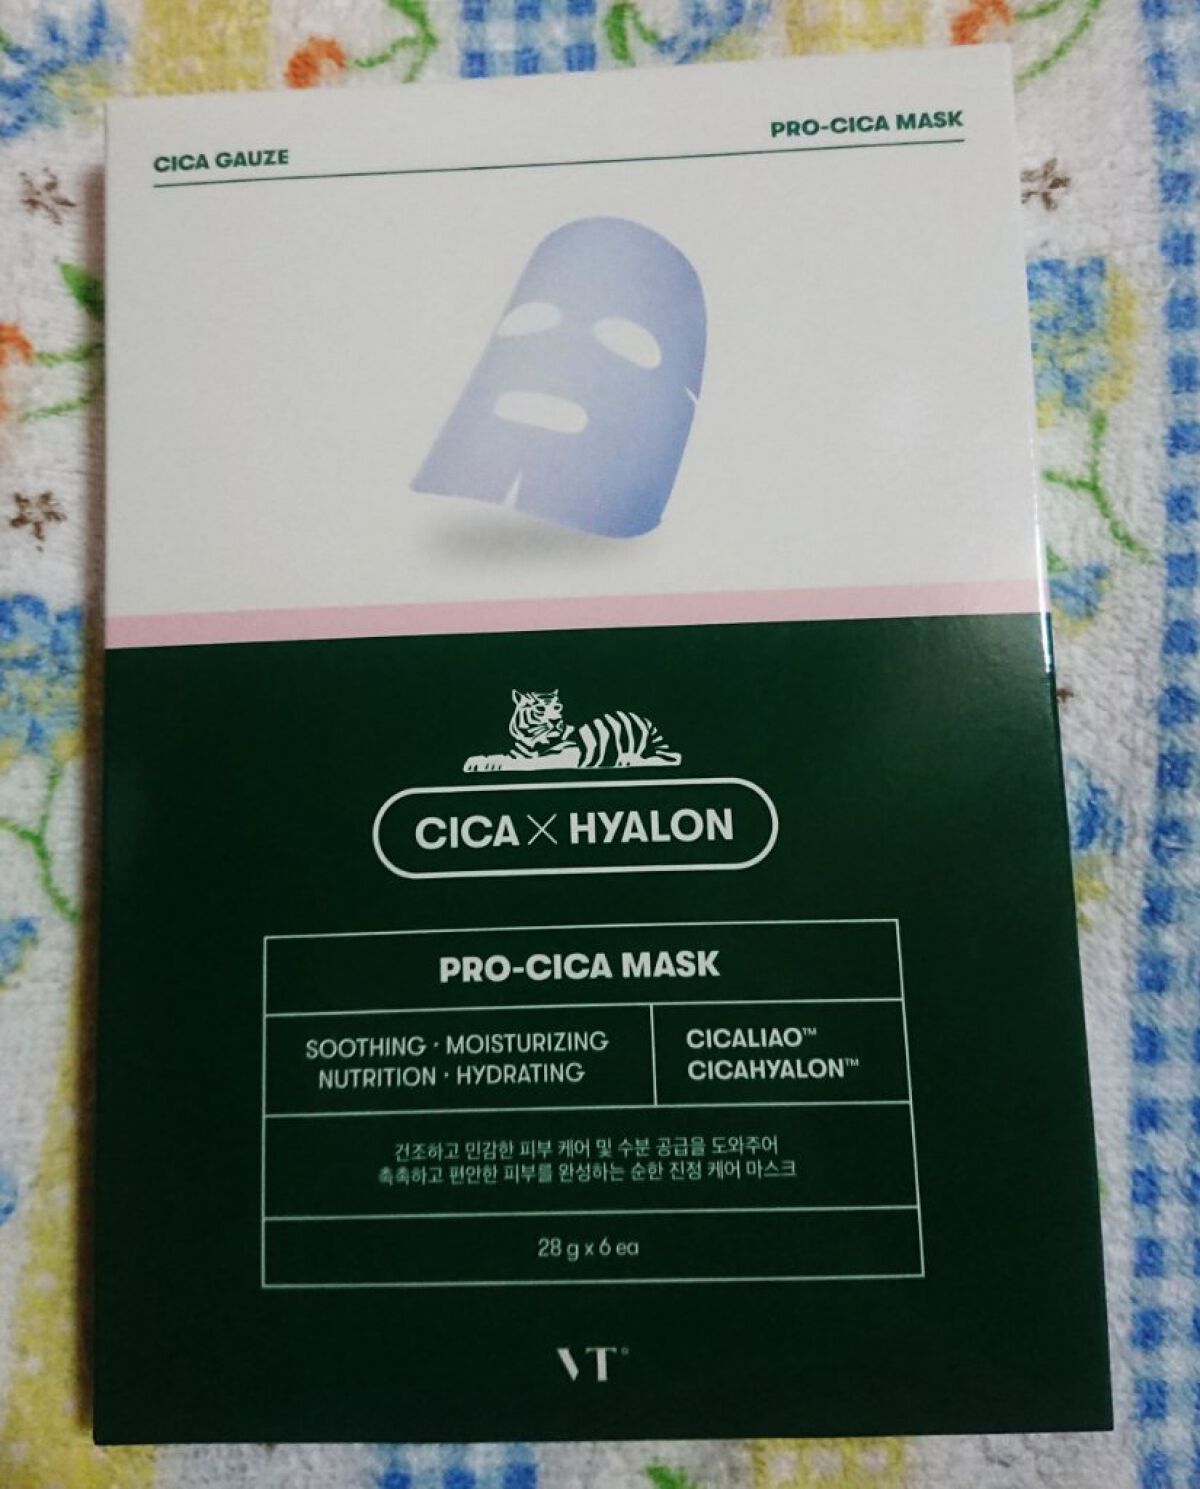 CICA GAUZE
PRO-CICA MASK
CICA X HYALON
PRO-CICA MASK
SOOTHING · MOISTURIZING
NUTRITION · HYDRATING
CICALIAO™
CICAHYALON™
건조하고 민감한 피부 케어 및 수분 공급을 도와주어
촉촉하고 편안한 피부를 완성하는 순한 진정 케어 마스크
28 g x 6 ea
VT